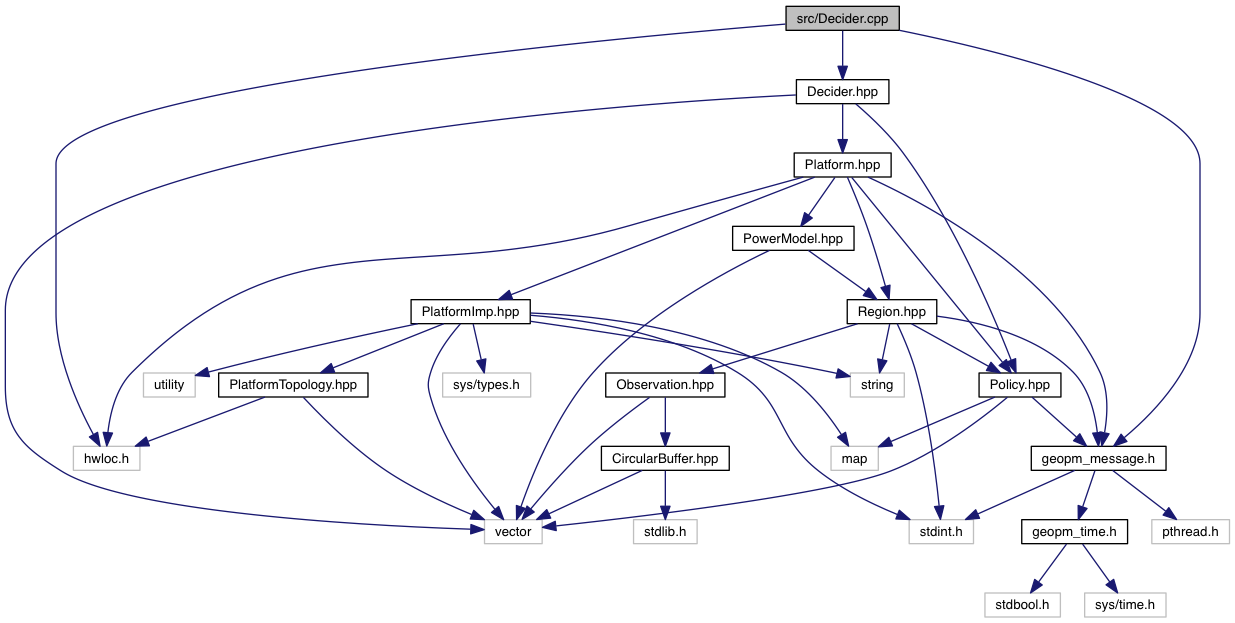 src/Decider.cpp
Decider.hpp
Platform.hpp
PowerModel.hpp
PlatformImp.hpp
Region.hpp
utility
PlatformTopology.hpp
sys/types.h
Observation.hpp
string
Policy.hpp
hwloc.h
CircularBuffer.hpp
map
geopm_message.h
vector
stdlib.h
stdint.h
geopm_time.h
pthread.h
stdbool.h
sys/time.h